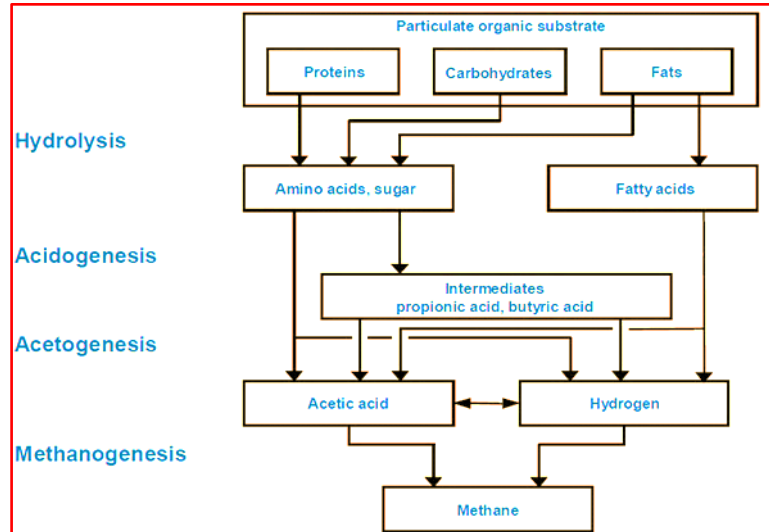 Particulate organic substrate
Proteins
Carbohydrates
Fats
Hydrolysis
Amino acids, sugar
Fatty acids
Acidogenesis
Intermediates
propionic acid, butyric acid
Acetogenesis
Acetic acid
Hydrogen
Methanogenesis
Methane